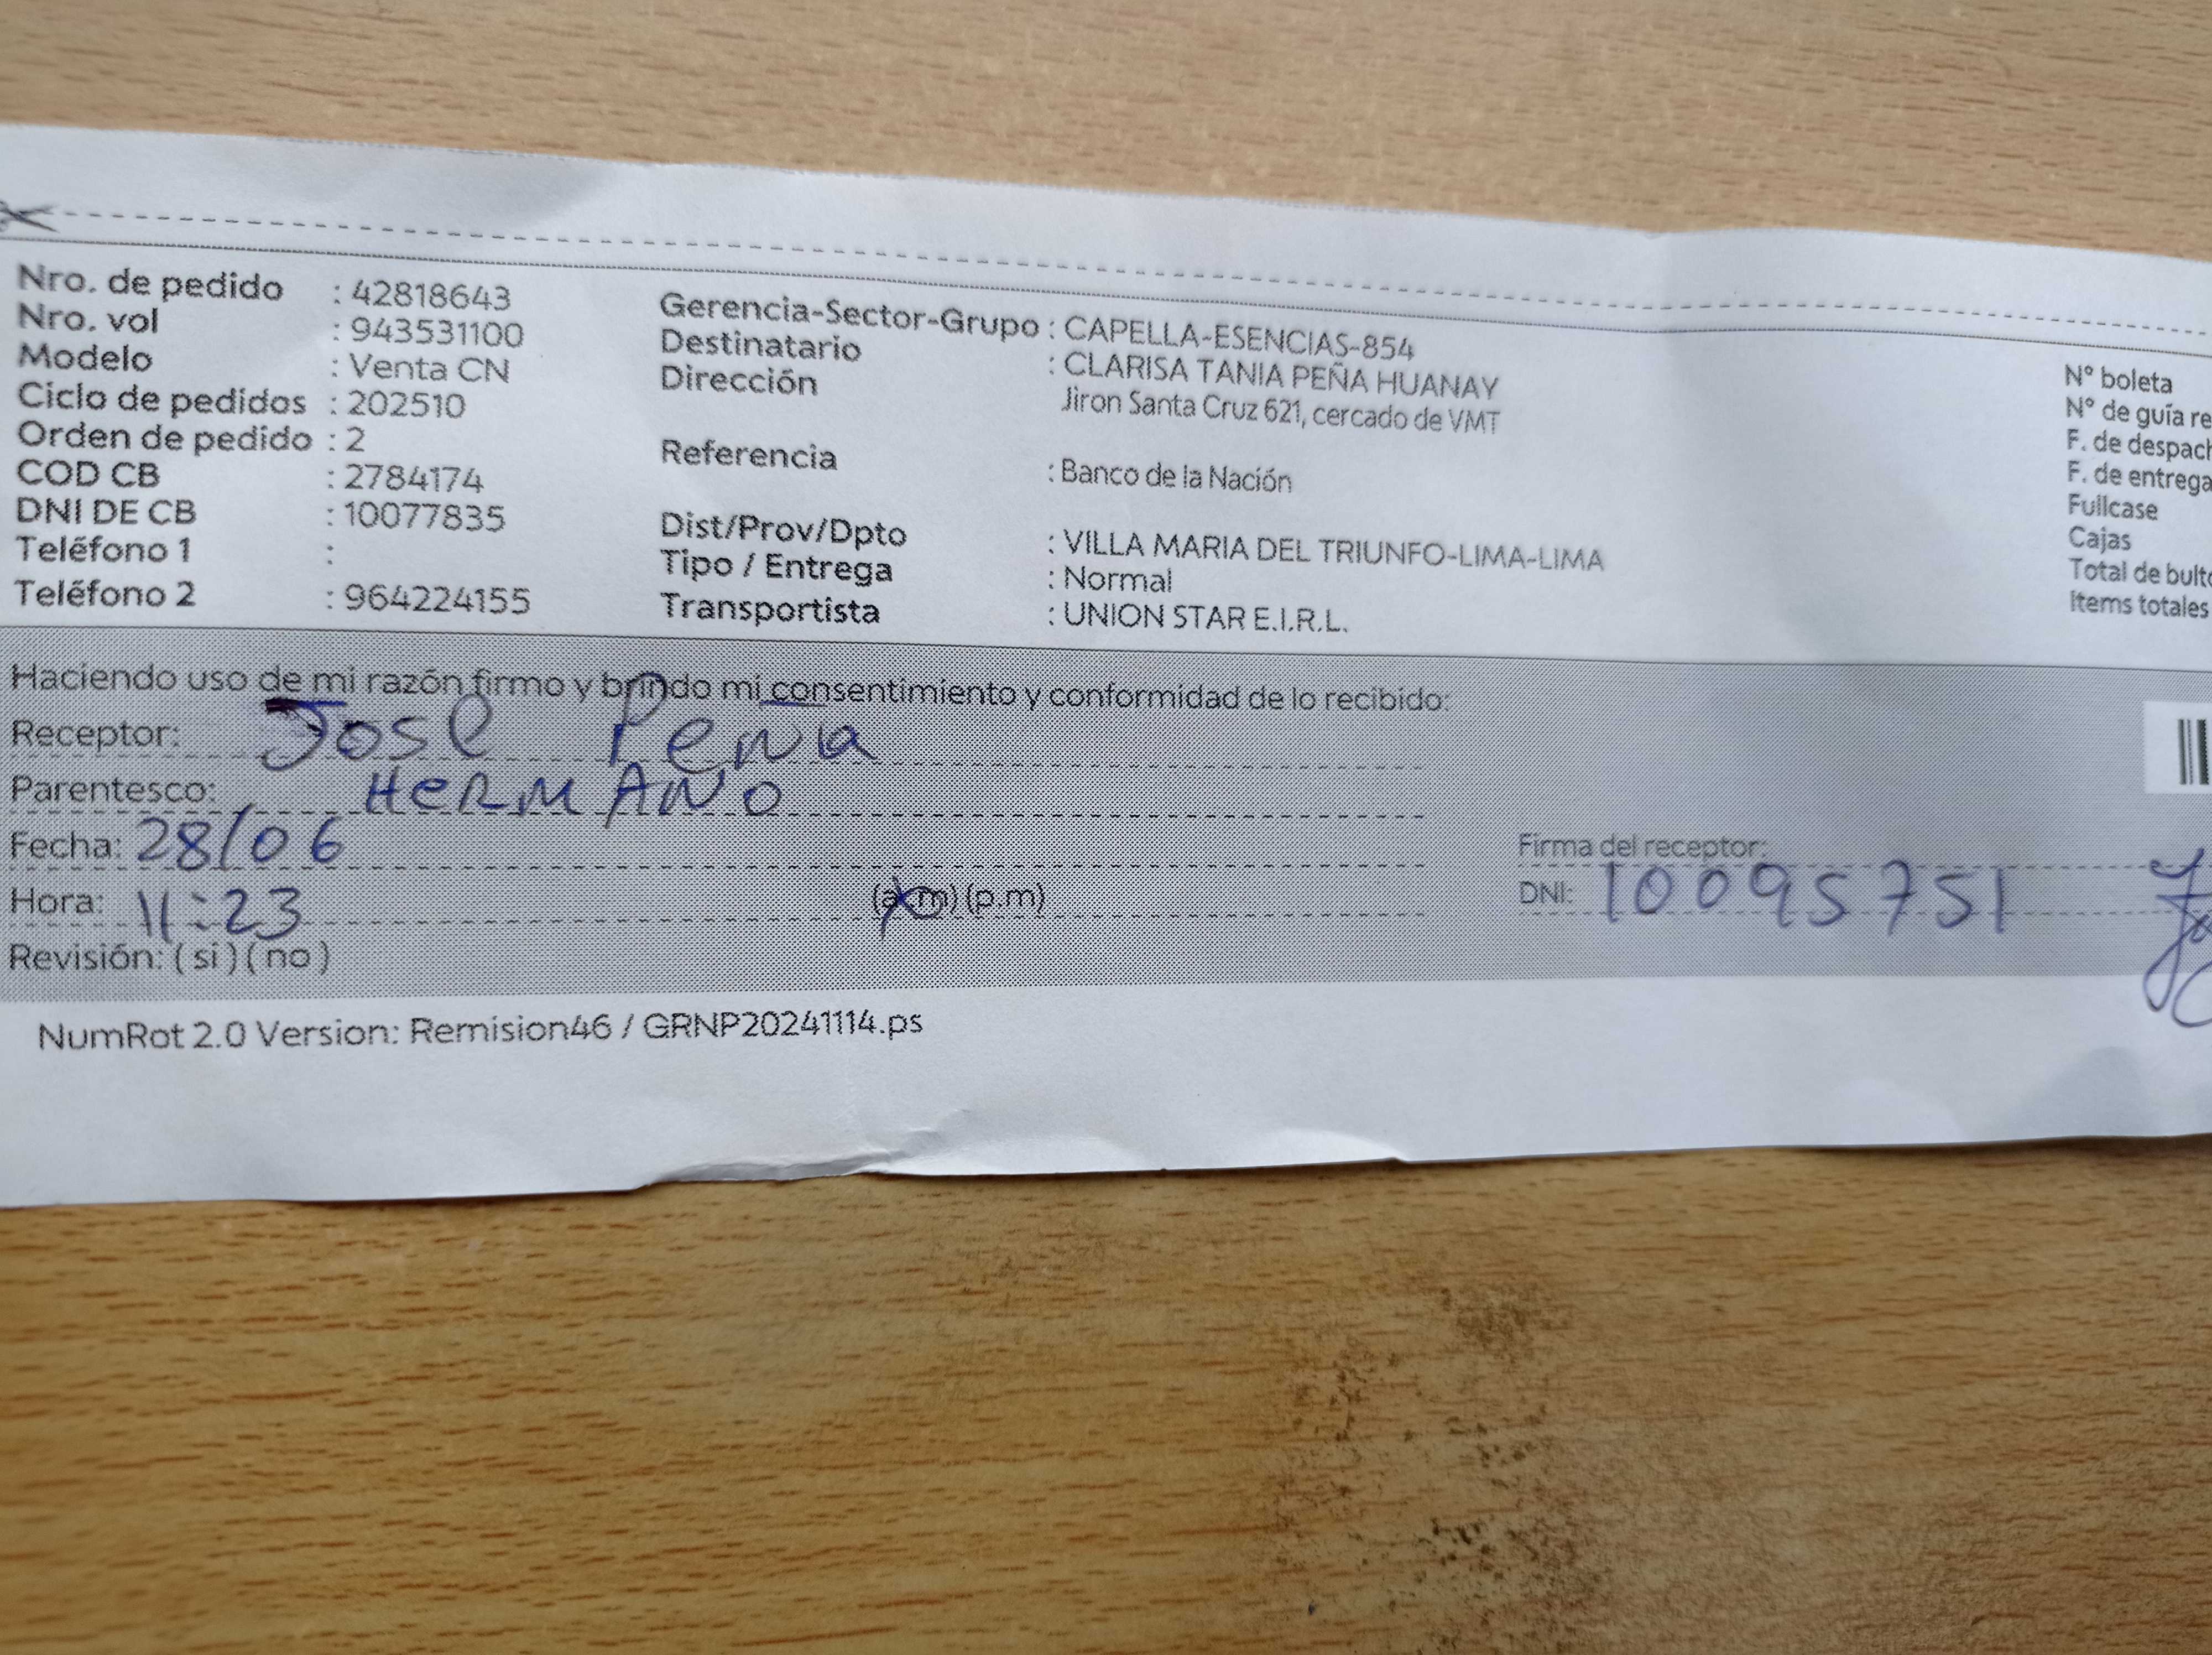 Nro. de pedido : 42818643
Nro. vol : 943531100
Modelo : Venta CN
Ciclo de pedidos : 202510
Orden de pedido : 2
COD CB : 2784174
DNI DE CB : 10077835
Teléfono 1 :
Teléfono 2 : 964224155
Gerencia-Sector-Grupo : CAPELLA-ESENCIAS-854
Destinatario : CLARISA TANIA PEÑA HUANAY
Dirección Jiron Santa Cruz 621, cercado de VMT
Referencia : Banco de la Nación
Dist/Prov/Dpto : VILLA MARIA DEL TRIUNFO-LIMA-LIMA
Tipo / Entrega : Normal
Transportista : UNION STAR E.I.R.L.
N° boleta
N° de guía re
F. de despach
F. de entrega
Fullcase
Cajas
Total de bulto
Items totales
Haciendo uso de mi razón firmo y brindo mi consentimiento y conformidad de lo recibido:
Receptor: Jose Peña
Parentesco: HeRMANO
Fecha: 28/06
Hora: 11:23 (a.m) (p.m)
Revisión: ( si ) ( no )
Firma del receptor:
DNI: 10095751
NumRot 2.0 Version: Remision46 / GRNP20241114.ps